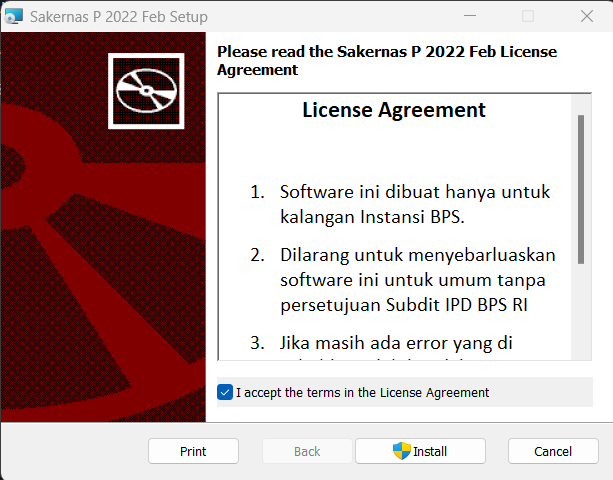 Sakernas P 2022 Feb Setup
Please read the Sakernas P 2022 Feb License
Agreement
License Agreement
1. Software ini dibuat hanya untuk
kalangan Instansi BPS.
2. Dilarang untuk menyebarluaskan
software ini untuk umum tanpa
persetujuan Subdit IPD BPS RI
3. Jika masih ada error yang di
I accept the terms in the License Agreement
Print
Back
Install
Cancel